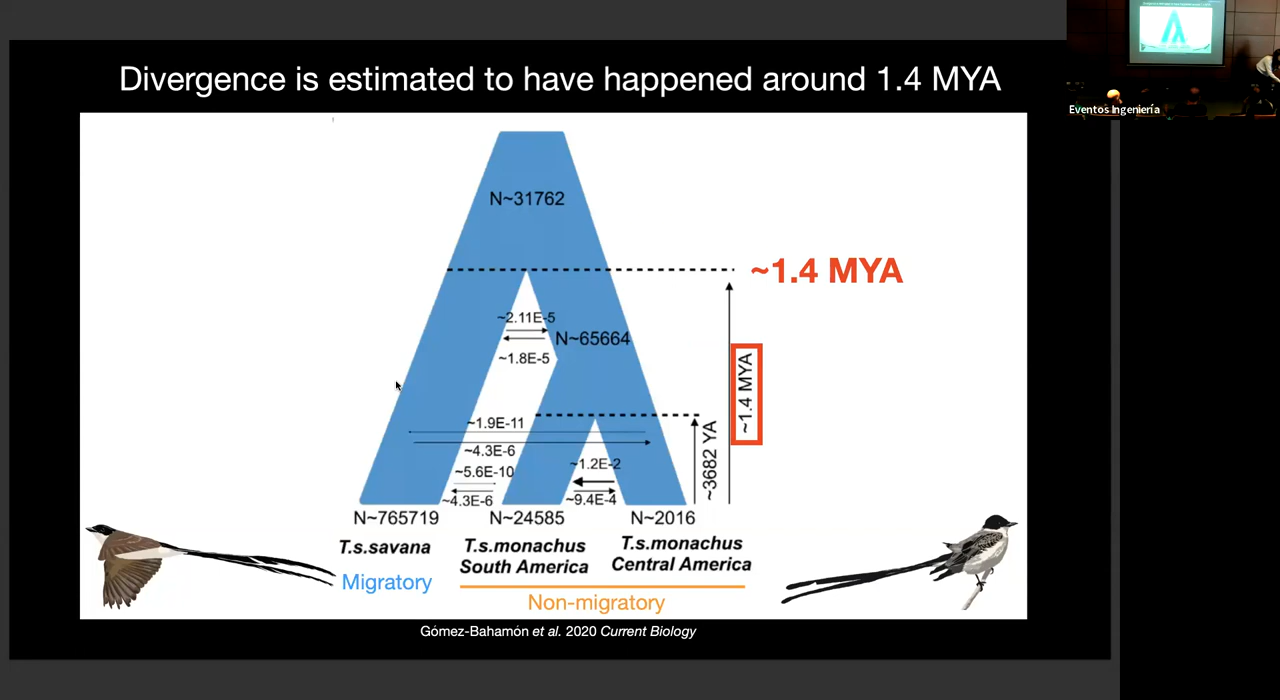 Divergence is estimated to have happened around 1.4 MYA
Eventos Ingeniería
N~31762
~1.4 MYA
~2.11E-5
N~65664
~1.8E-5
~1.4 MYA
~1.9E-11
~3682 YA
~4.3E-6
~5.6E-10
~1.2E-2
~4.3E-6
~9.4E-4
N~765719 N~24585 N~2016
T.s.savana
T.s.monachus
South America
T.s.monachus
Central America
Migratory
Non-migratory
Gómez-Bahamón et al. 2020 Current Biology